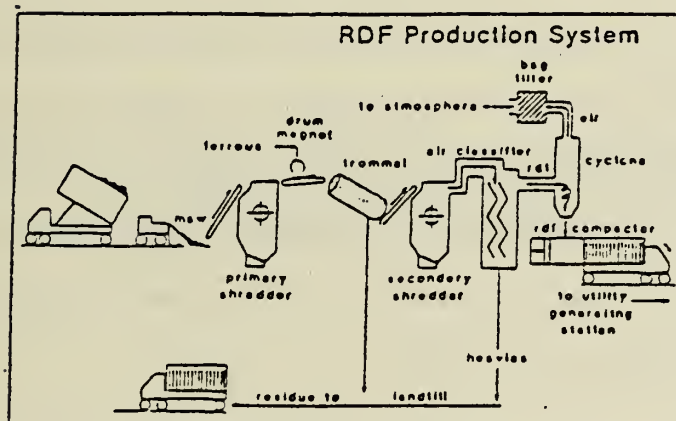 RDF Production System
bag
filter
to atmosphere
air
drum
magnet
ferrous
trommel
air classifier
rdf
cyclone
msw
rdf compactor
primary
shredder
secondary
shredder
to utility
generating
station
heavies
residue to landfill